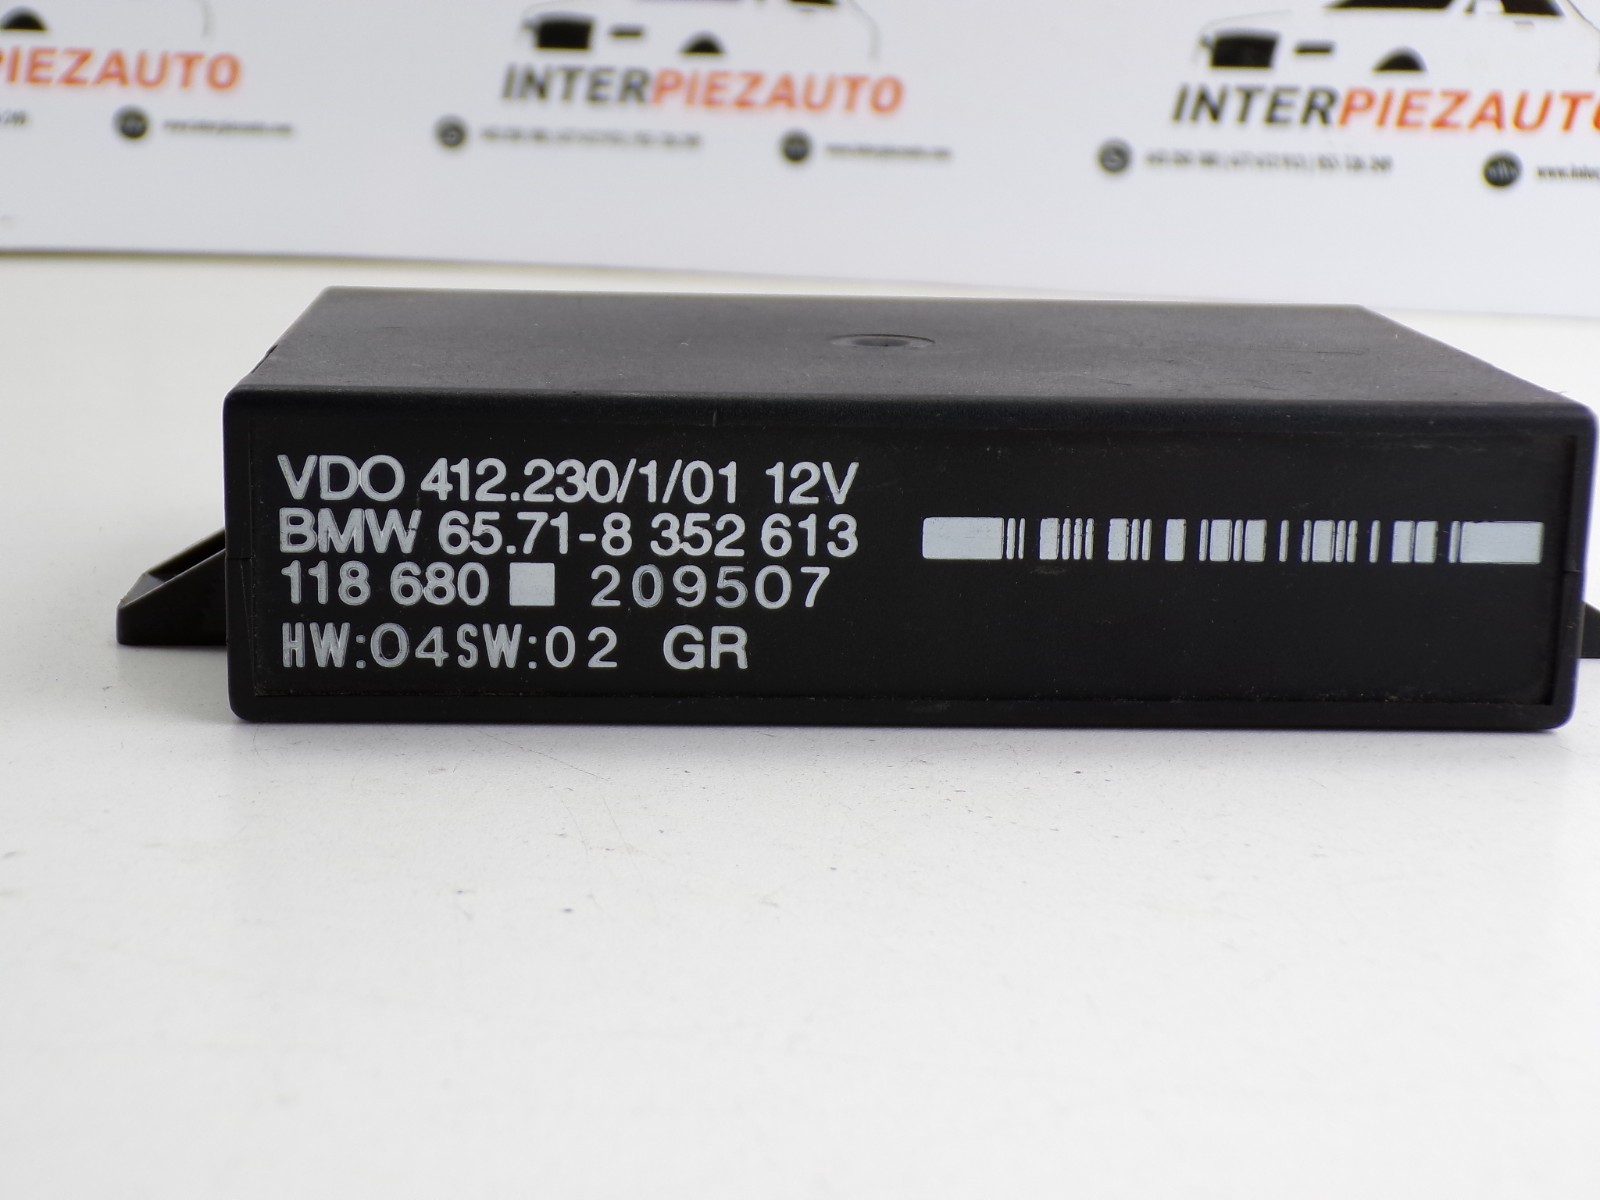 PIEZAUTO
INTERPIEZAUTO
INTERPIEZAUTO
VDO 412.230/1/01 12V
BMW 65.71-8 352 613
118 680 209507
HW:04SW:02 GR